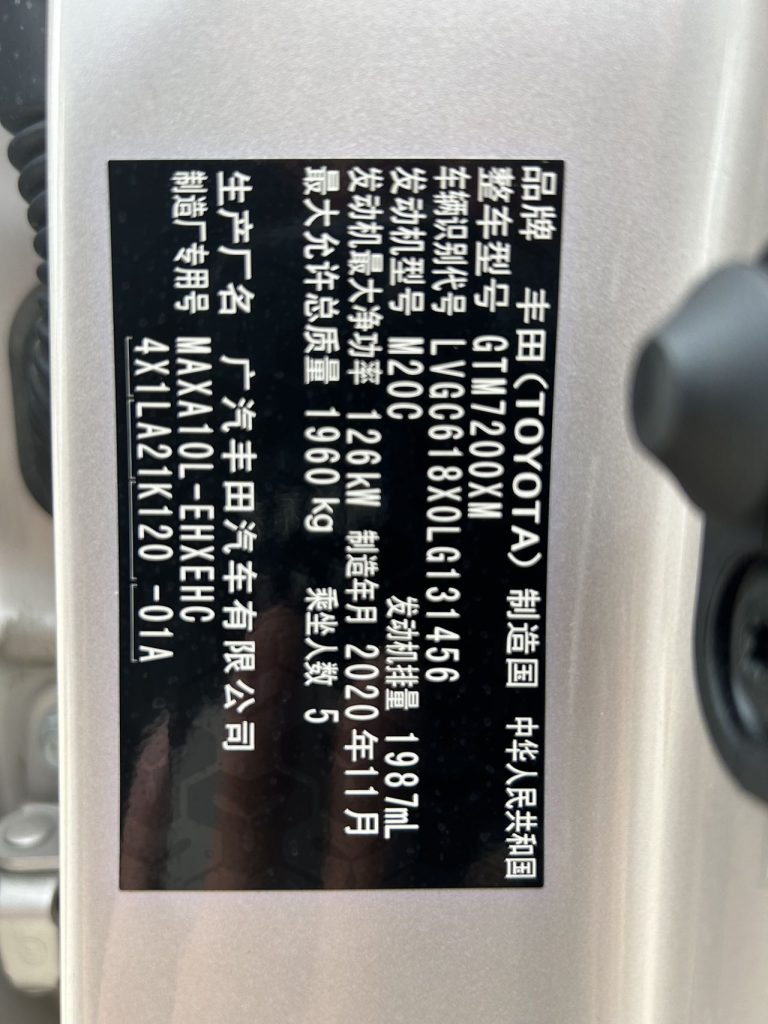 品牌 丰田(TOYOTA) 制造国 中华人民共和国
整车型号 GTM7200XM
车辆识别代号 LVGC618X0LG131456
发动机型号 M20C 发动机排量 1987mL
发动机最大净功率 126kW 制造年月 2020年11月
最大允许总质量 1960 kg 乘坐人数 5
生产厂名 广汽丰田汽车有限公司
制造厂专用号 MAXA10L-EHXEHC
4X1LA21K120 -01A